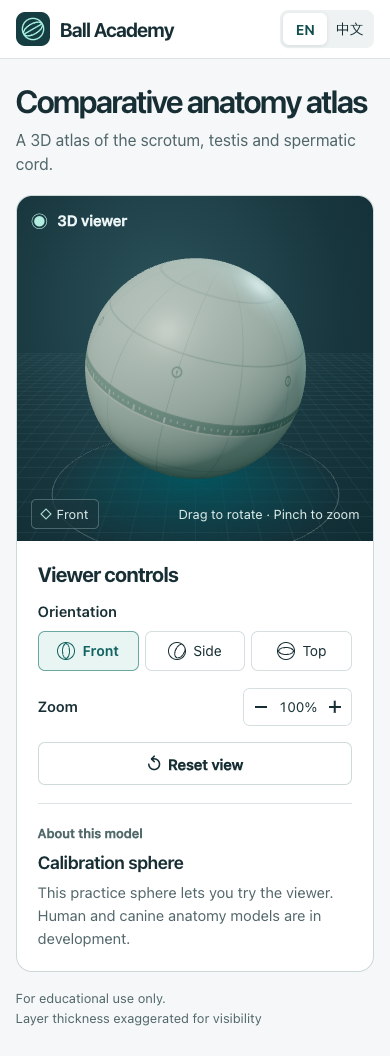 Ball Academy
EN 中文
Comparative anatomy atlas
A 3D atlas of the scrotum, testis and spermatic
cord.
3D viewer
Front
Drag to rotate · Pinch to zoom
Viewer controls
Orientation
Front Side Top
Zoom
100%
Reset view
About this model
Calibration sphere
This practice sphere lets you try the viewer.
Human and canine anatomy models are in
development.
For educational use only.
Layer thickness exaggerated for visibility